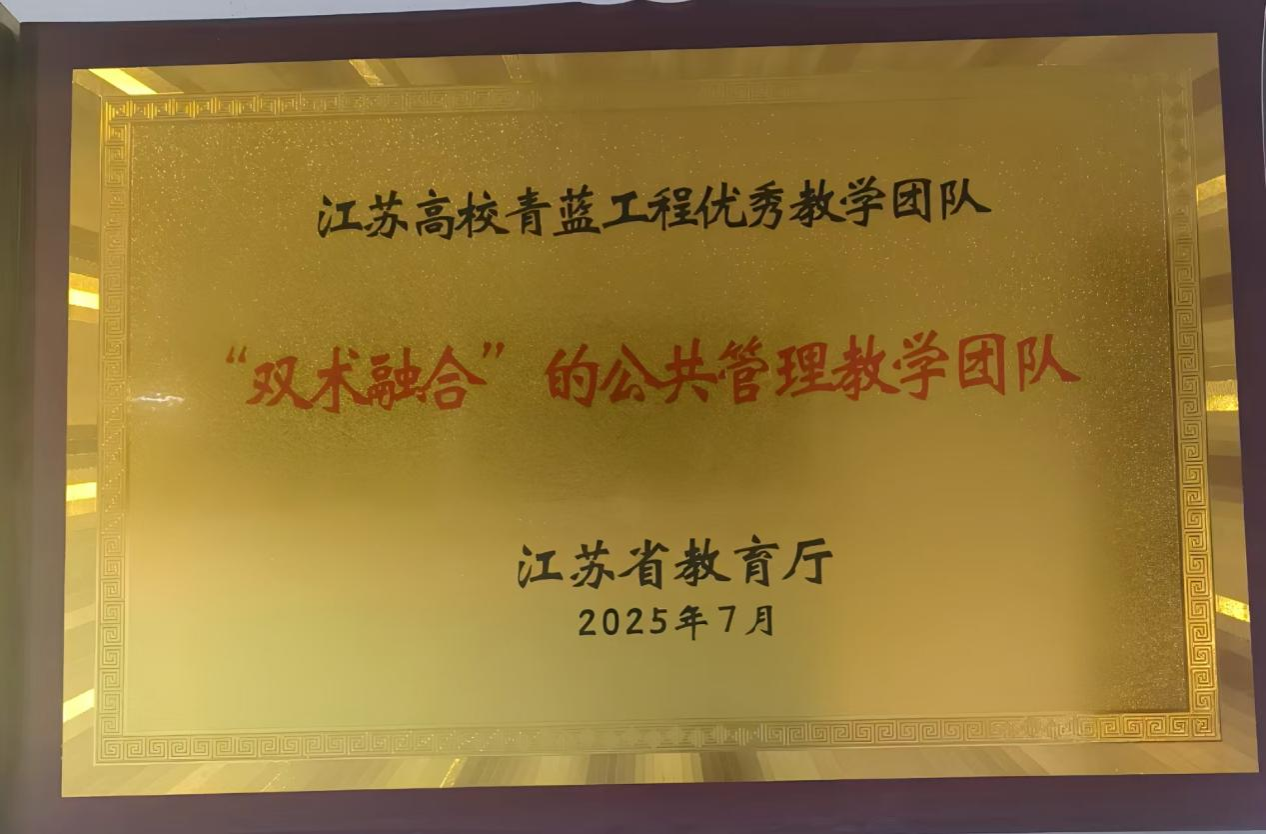 江苏高校青蓝工程优秀教学团队
“双术融合”的公共管理教学团队
江苏省教育厅
2025年7月